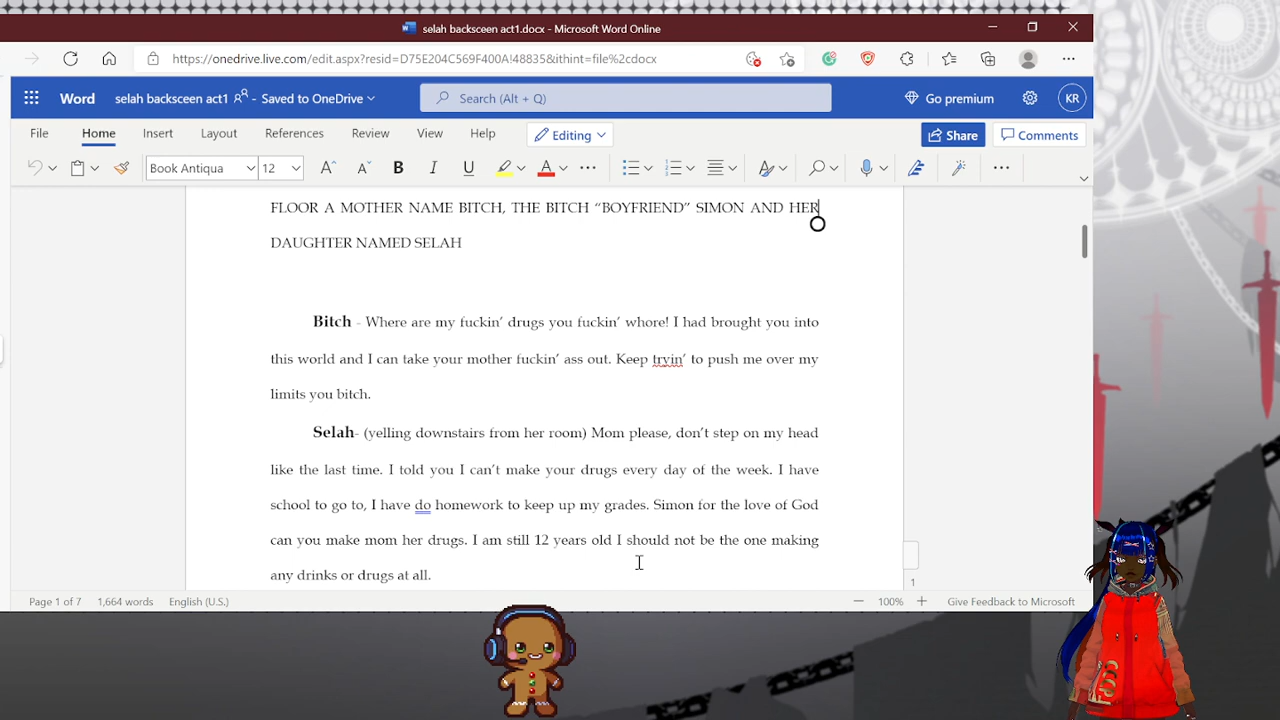 selah backsceen act1.docx - Microsoft Word Online
https://onedrive.live.com/edit.aspx?resid=D75E204C569F400A!48835&ithint=file%2cdocx
Word selah backsceen act1 - Saved to OneDrive Search (Alt + Q) Go premium KR
File Home Insert Layout References Review View Help Editing Share Comments
Book Antiqua 12 A A B I U A
FLOOR A MOTHER NAME BITCH, THE BITCH “BOYFRIEND” SIMON AND HER
DAUGHTER NAMED SELAH
Bitch - Where are my fuckin’ drugs you fuckin’ whore! I had brought you into
this world and I can take your mother fuckin’ ass out. Keep tryin’ to push me over my
limits you bitch.
Selah- (yelling downstairs from her room) Mom please, don’t step on my head
like the last time. I told you I can’t make your drugs every day of the week. I have
school to go to, I have do homework to keep up my grades. Simon for the love of God
can you make mom her drugs. I am still 12 years old I should not be the one making
any drinks or drugs at all.
1
Page 1 of 7 1,664 words English (U.S.) 100% Give Feedback to Microsoft